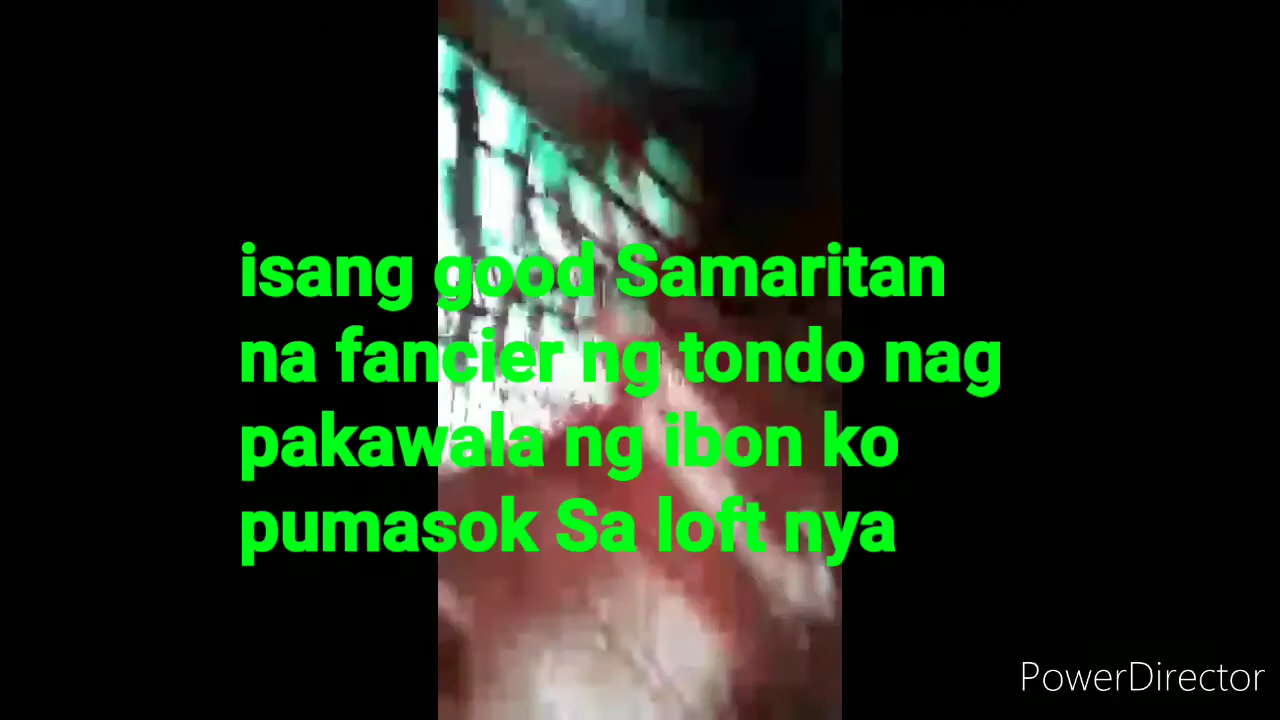 isang good Samaritan
na fancier ng tondo nag
pakawala ng ibon ko
pumasok Sa loft nya
PowerDirector